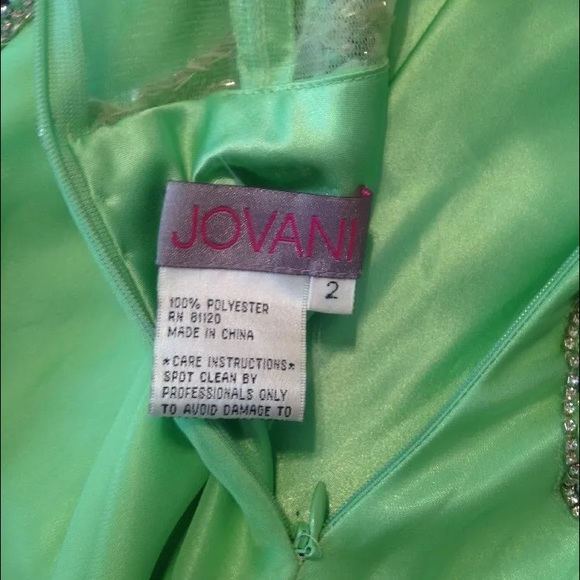 JOVANI
2
100% POLYESTER
RN 81120
MADE IN CHINA
*CARE INSTRUCTIONS*
SPOT CLEAN BY
PROFESSIONALS ONLY
TO AVOID DAMAGE TO